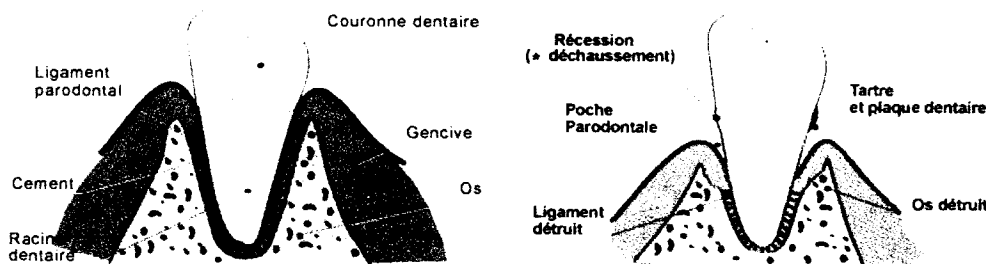 Couronne dentaire
Ligament
parodontal
Gencive
Cement
Os
Racin
dentaire
Récession
(* déchaussement)
Poche
Parodontale
Tartre
et plaque dentaire
Ligament
détruit
Os détruit